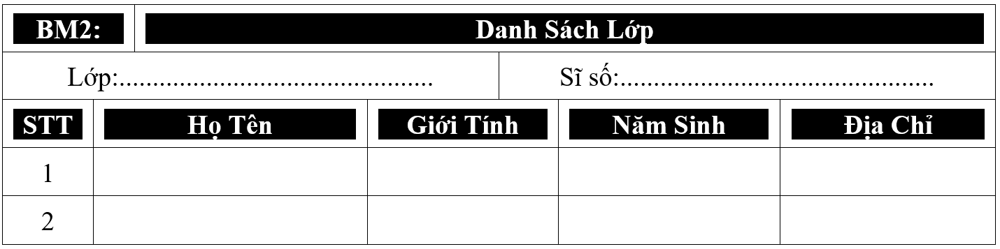 BM2: Danh Sách Lớp
Lớp:............................................... Sĩ số:...............................................
STT Họ Tên Giới Tính Năm Sinh Địa Chỉ
1
2